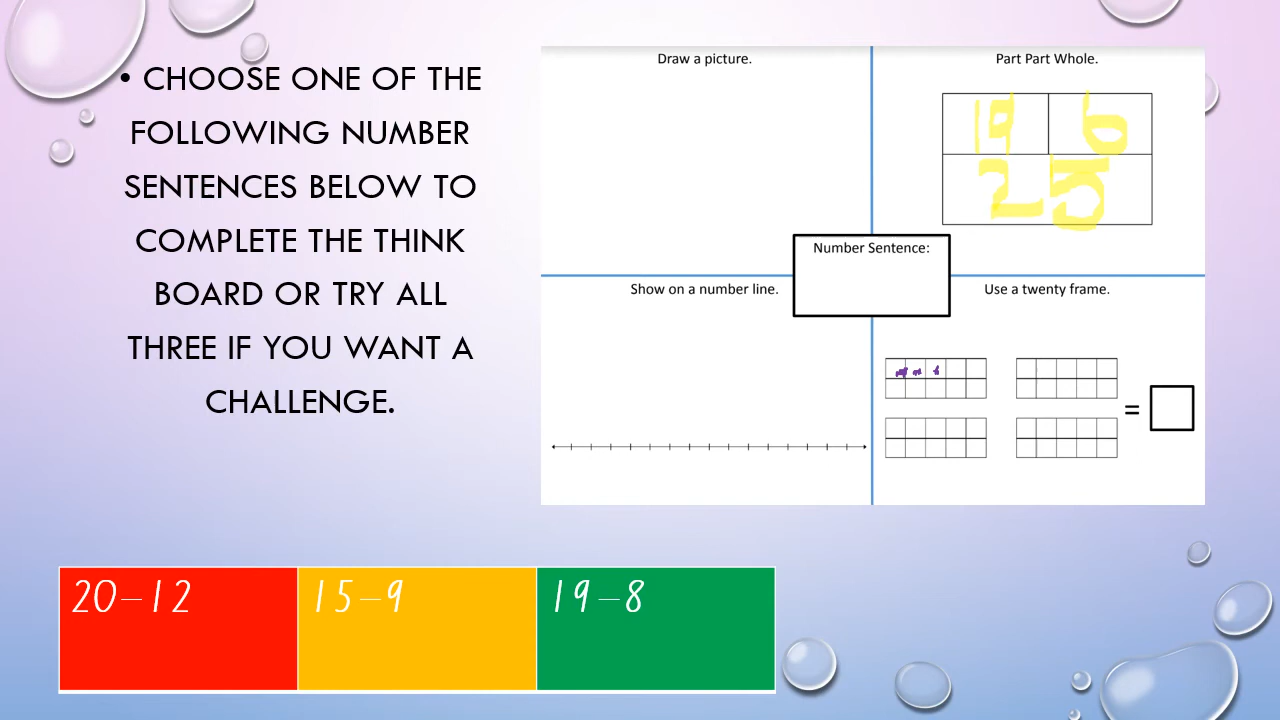 • CHOOSE ONE OF THE
FOLLOWING NUMBER
SENTENCES BELOW TO
COMPLETE THE THINK
BOARD OR TRY ALL
THREE IF YOU WANT A
CHALLENGE.
Draw a picture.
Part Part Whole.
19 6
25
Number Sentence:
Show on a number line.
Use a twenty frame.
=
20-12
15-9
19-8